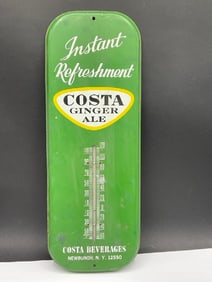 Instant
Refreshment
COSTA
GINGER
ALE
COSTA BEVERAGES
NEWBURGH, N. Y. 12550